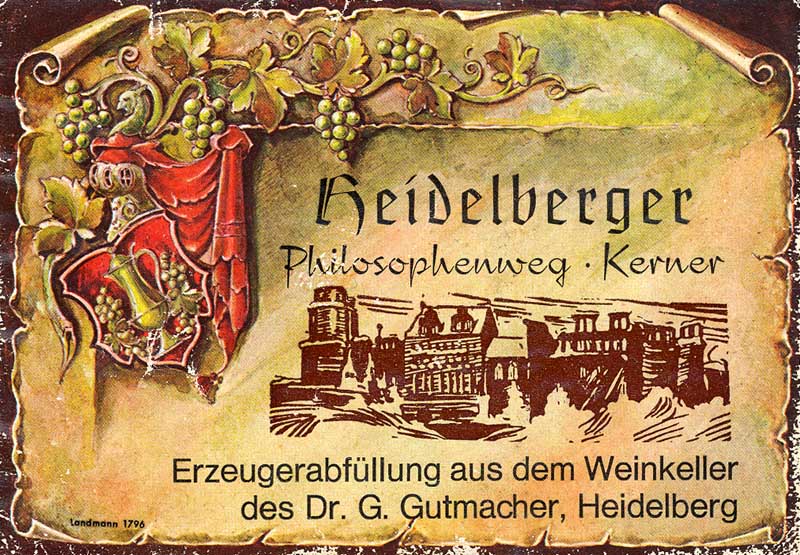 Heidelberger
Philosophenweg · Kerner
Erzeugerabfüllung aus dem Weinkeller
des Dr. G. Gutmacher, Heidelberg
Landmann 1796